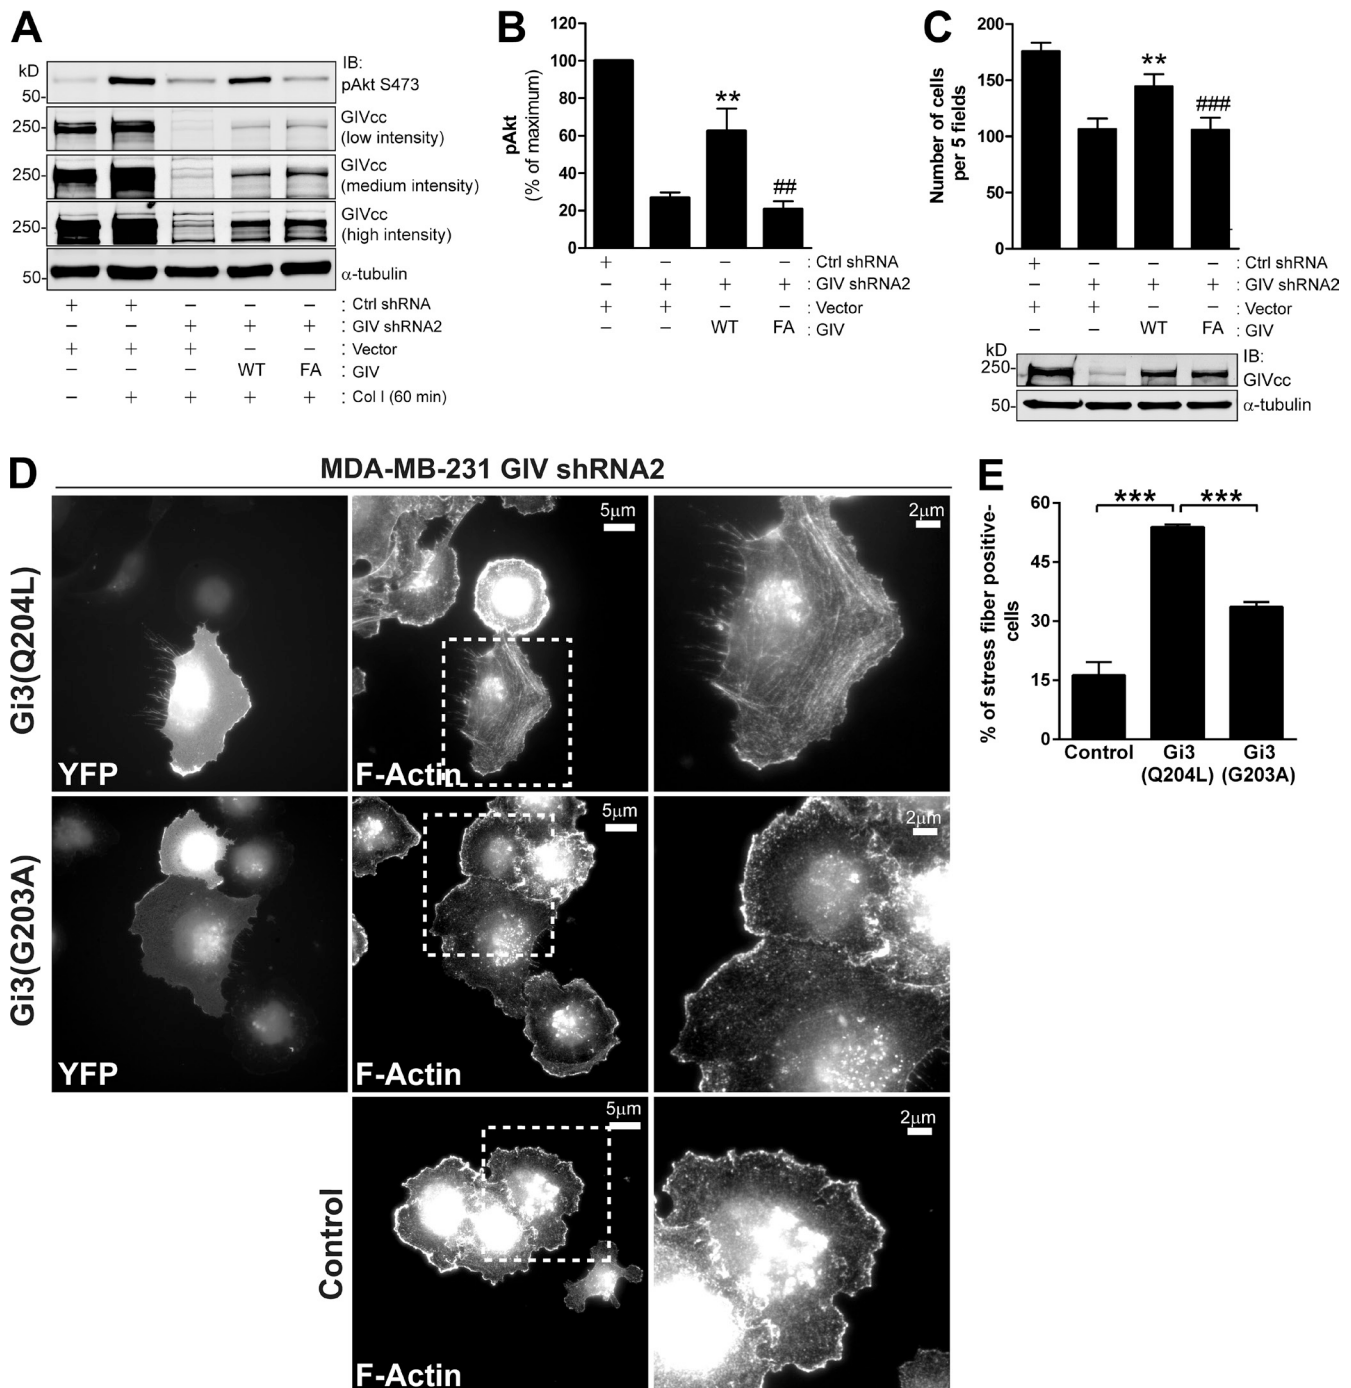 A
kD
IB:
50-
pAkt S473
250-
GIVcc
(low intensity)
250-
GIVcc
(medium intensity)
250-
GIVcc
(high intensity)
50-
α-tubulin
+ + – – – : Ctrl shRNA
– – + + + : GIV shRNA2
+ + + – – : Vector
– – – WT FA : GIV
– + + + + : Col I (60 min)
B
pAkt
(% of maximum)
120
100
80
60
40
20
0
**
##
+ – – – : Ctrl shRNA
– + + + : GIV shRNA2
+ + – – : Vector
– – WT FA : GIV
C
Number of cells
per 5 fields
200
150
100
50
0
**
###
+ – – – : Ctrl shRNA
– + + + : GIV shRNA2
+ + – – : Vector
– – WT FA : GIV
kD
IB:
250-
GIVcc
50-
α-tubulin
D
MDA-MB-231 GIV shRNA2
Gi3(Q204L)
YFP
5μm
F-Actin
2μm
Gi3(G203A)
YFP
5μm
F-Actin
2μm
Control
5μm
F-Actin
2μm
E
% of stress fiber positive-
cells
60
45
30
15
0
*** ***
Control Gi3 Gi3
(Q204L) (G203A)